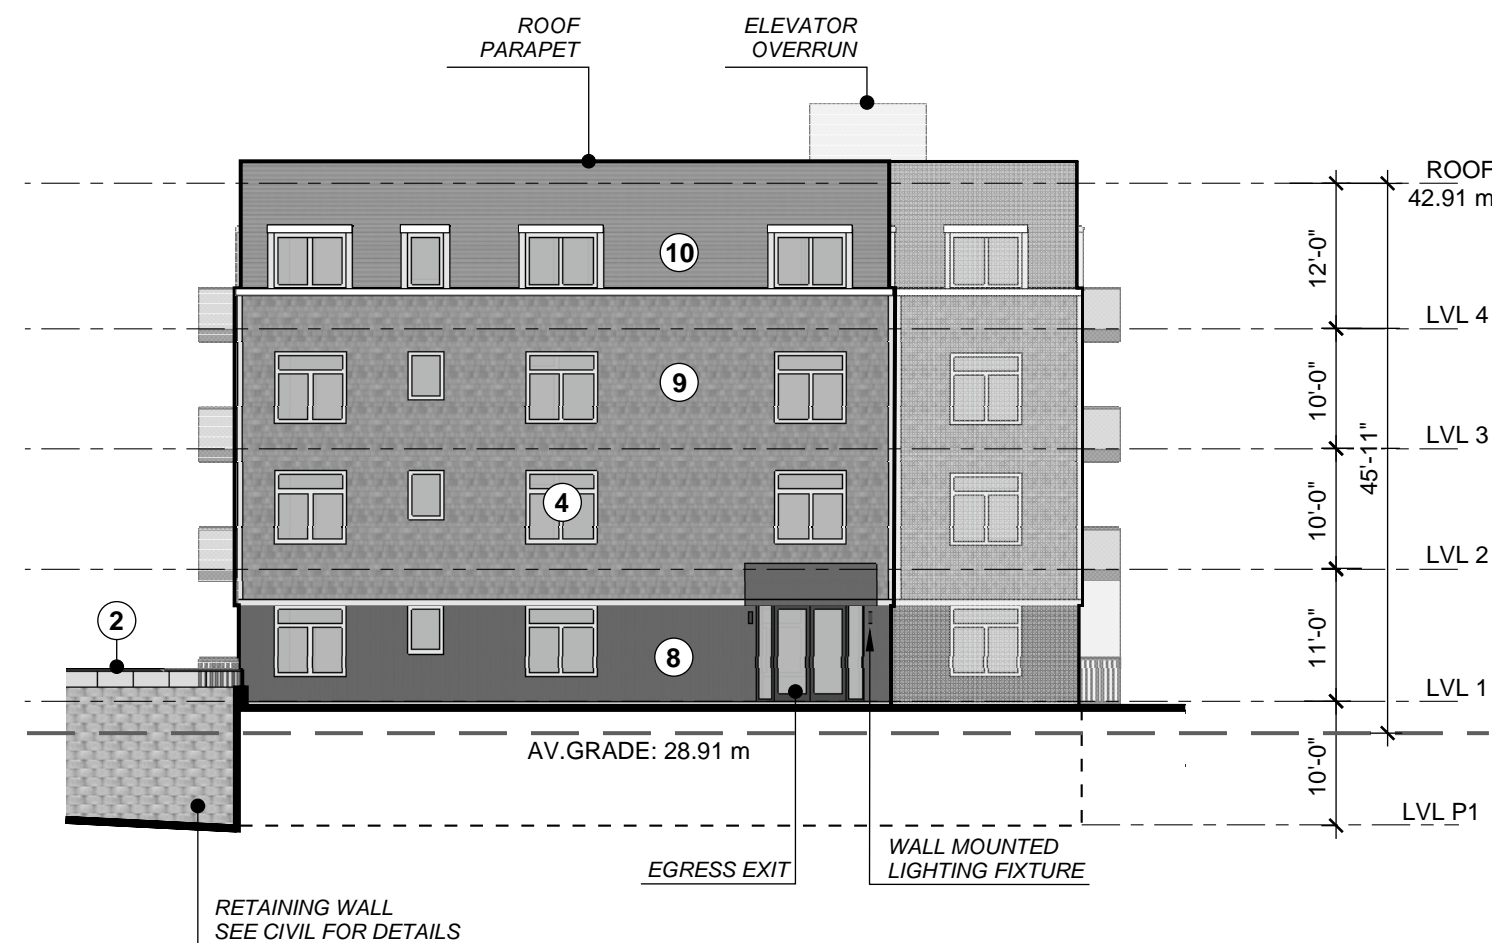 ROOF
PARAPET
ELEVATOR
OVERRUN
ROOF
42.91 m
12'-0"
10
LVL 4
10'-0"
9
LVL 3
45'-11"
10'-0"
4
LVL 2
2
11'-0"
8
LVL 1
AV.GRADE: 28.91 m
10'-0"
LVL P1
EGRESS EXIT
WALL MOUNTED
LIGHTING FIXTURE
RETAINING WALL
SEE CIVIL FOR DETAILS